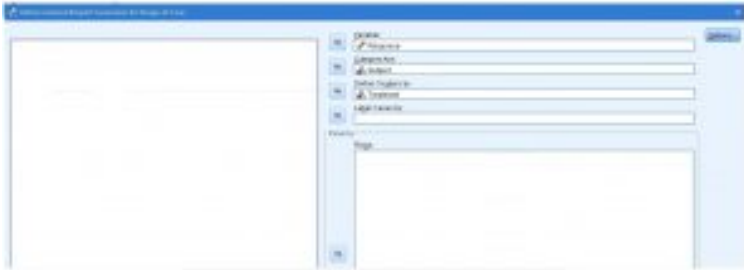 Variable:
Response
Category Axis:
Subject
Define Clusters by:
Treatment
Label Cases by:
Panel by
Rows:
Options...